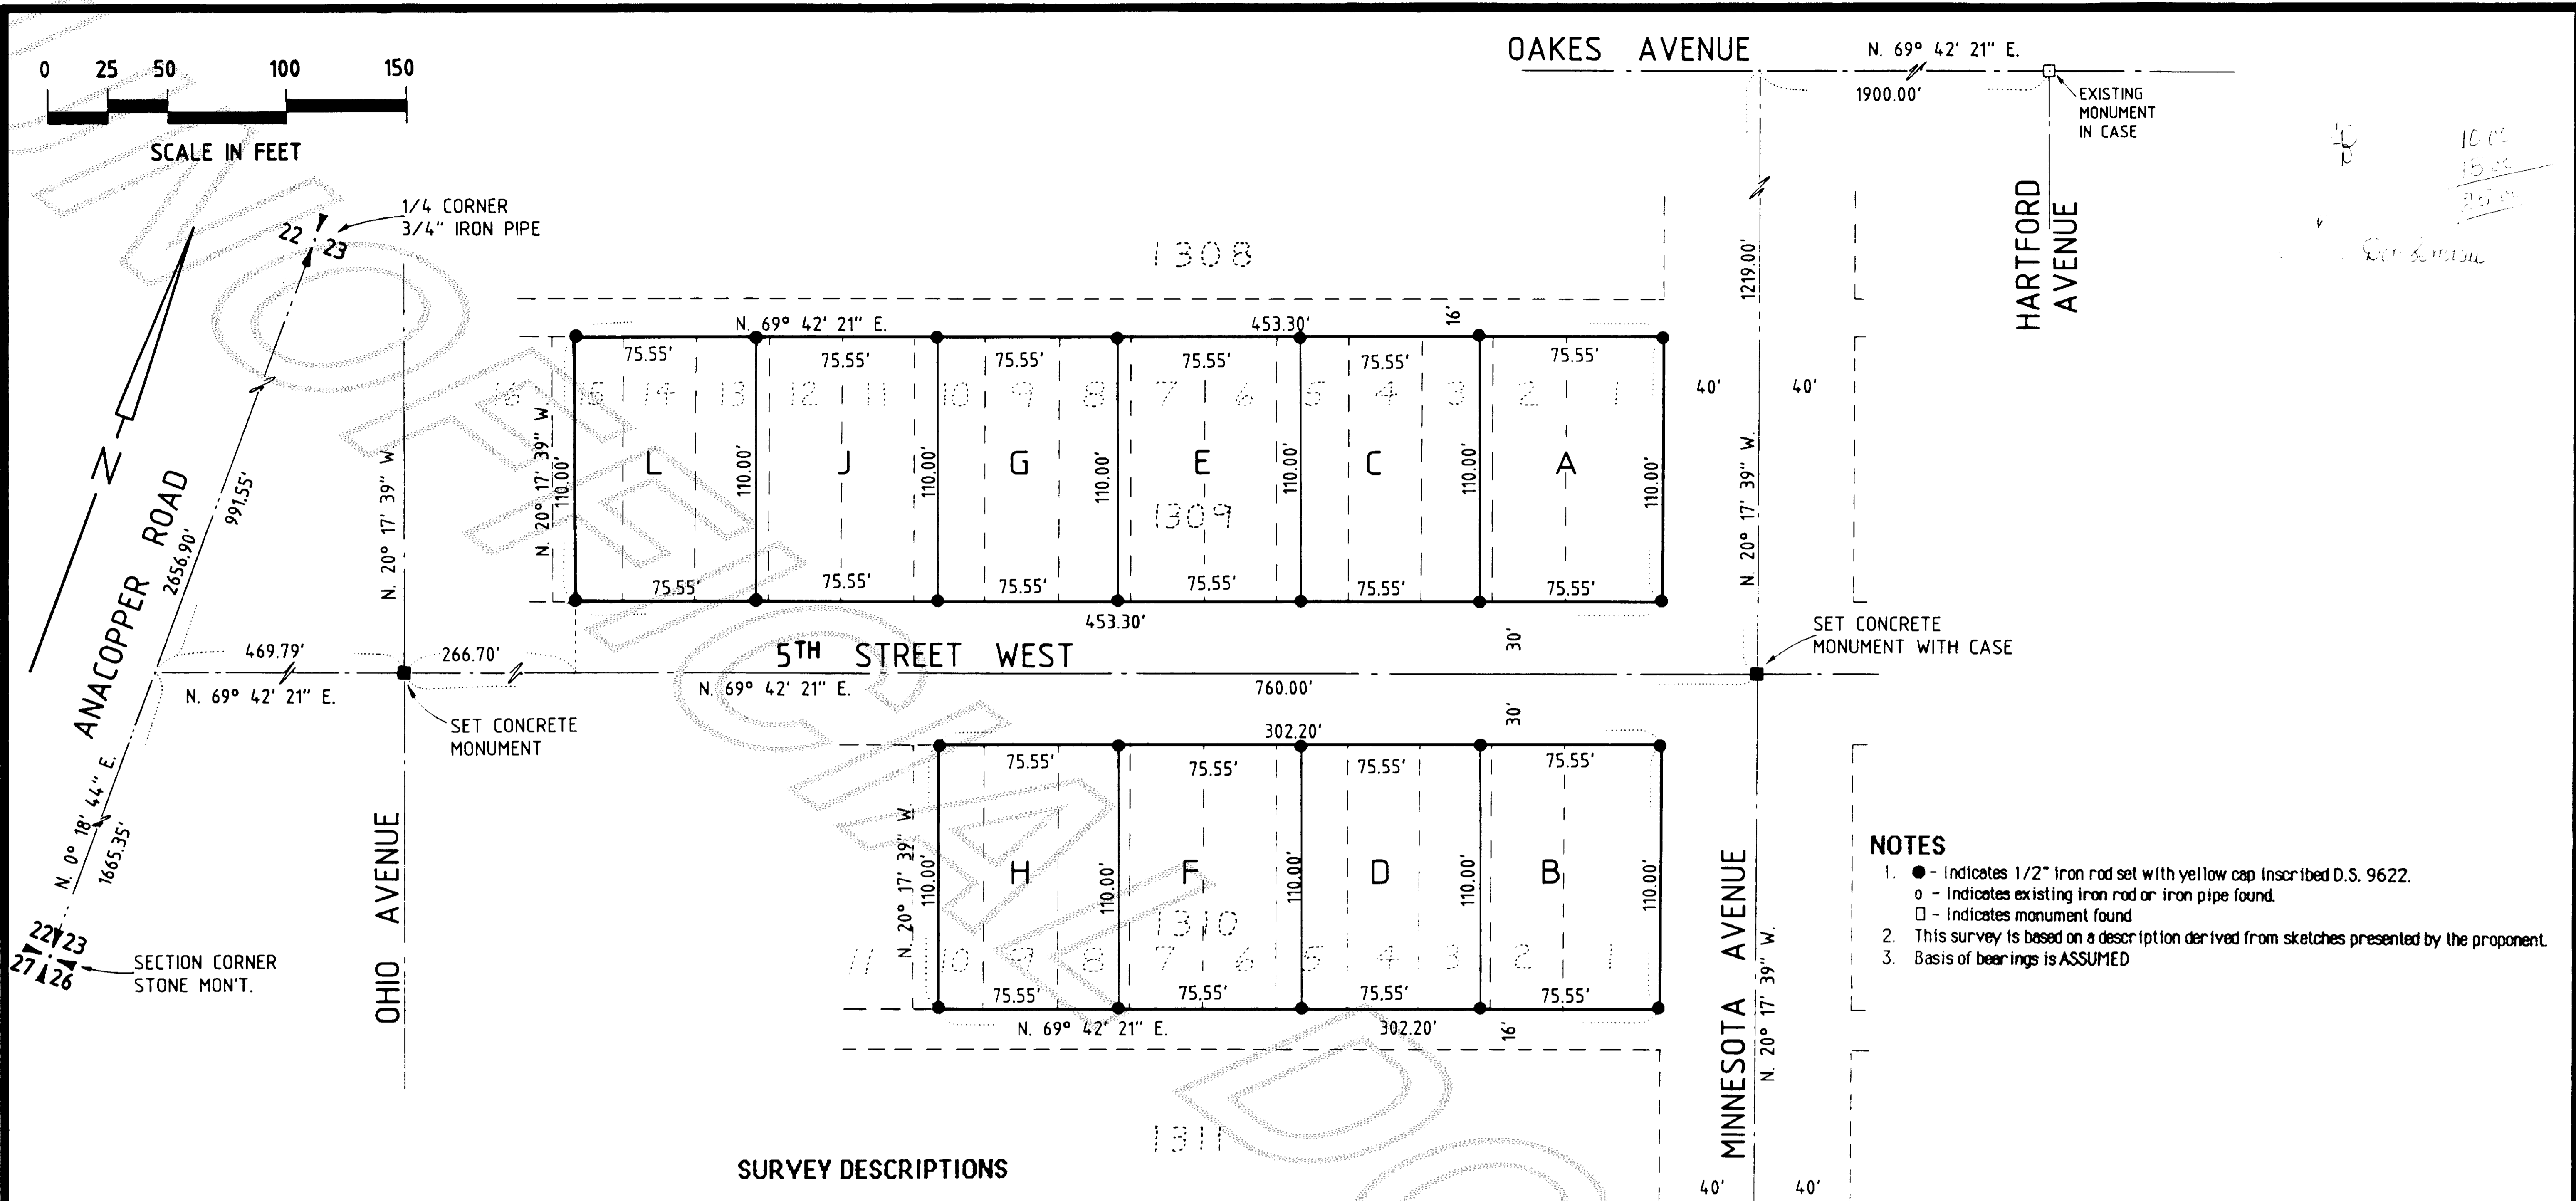 OAKES AVENUE
N. 69° 42' 21" E.
1900.00'
EXISTING
MONUMENT
IN CASE
HARTFORD
AVENUE
0 25 50 100 150
SCALE IN FEET
1/4 CORNER
3/4" IRON PIPE
22 23
N
ANACOPPER ROAD
991.55'
2656.90'
N. 0° 18' 44" E.
1665.35'
22 23
27 26
SECTION CORNER
STONE MON'T.
10 00
15 00
25 00
1308
1219.00'
N. 69° 42' 21" E.
453.30'
16'
75.55' 75.55' 75.55' 75.55' 75.55' 75.55'
16 15 14 13 12 11 10 9 8 7 6 5 4 3 2 1
40' 40'
N. 20° 17' 39" W.
N. 20° 17' 39" W.
110.00' 110.00' 110.00' 110.00' 110.00' 110.00' 110.00'
L J G E C A
1309
N. 20° 17' 39" W.
75.55' 75.55' 75.55' 75.55' 75.55' 75.55'
453.30'
30'
SET CONCRETE
MONUMENT WITH CASE
469.79'
266.70'
5TH STREET WEST
N. 69° 42' 21" E.
N. 69° 42' 21" E.
760.00'
SET CONCRETE
MONUMENT
30'
302.20'
75.55' 75.55' 75.55' 75.55'
OHIO AVENUE
N. 20° 17' 39" W.
110.00' 110.00' 110.00' 110.00' 110.00'
H F D B
1310
11 10 9 8 7 6 5 4 3 2 1
75.55' 75.55' 75.55' 75.55'
N. 69° 42' 21" E.
302.20'
16'
MINNESOTA AVENUE
N. 20° 17' 39" W.
NOTES
1. ● - Indicates 1/2" iron rod set with yellow cap inscribed D.S. 9622.
o - Indicates existing iron rod or iron pipe found.
□ - Indicates monument found
2. This survey is based on a description derived from sketches presented by the proponent.
3. Basis of bearings is ASSUMED
1311
SURVEY DESCRIPTIONS
40' 40'
UNOFFICIAL DO